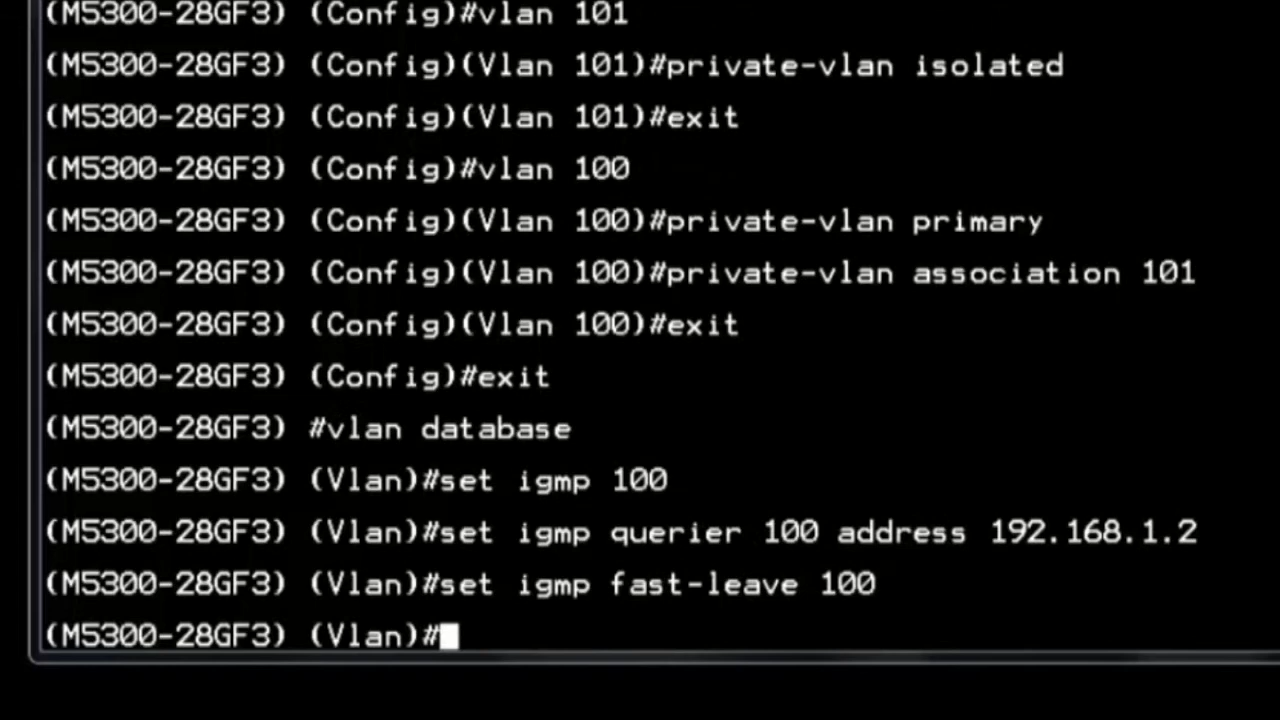 (M5300-28GF3) (Config)#vlan 101
(M5300-28GF3) (Config)(Vlan 101)#private-vlan isolated
(M5300-28GF3) (Config)(Vlan 101)#exit
(M5300-28GF3) (Config)#vlan 100
(M5300-28GF3) (Config)(Vlan 100)#private-vlan primary
(M5300-28GF3) (Config)(Vlan 100)#private-vlan association 101
(M5300-28GF3) (Config)(Vlan 100)#exit
(M5300-28GF3) (Config)#exit
(M5300-28GF3) #vlan database
(M5300-28GF3) (Vlan)#set igmp 100
(M5300-28GF3) (Vlan)#set igmp querier 100 address 192.168.1.2
(M5300-28GF3) (Vlan)#set igmp fast-leave 100
(M5300-28GF3) (Vlan)#